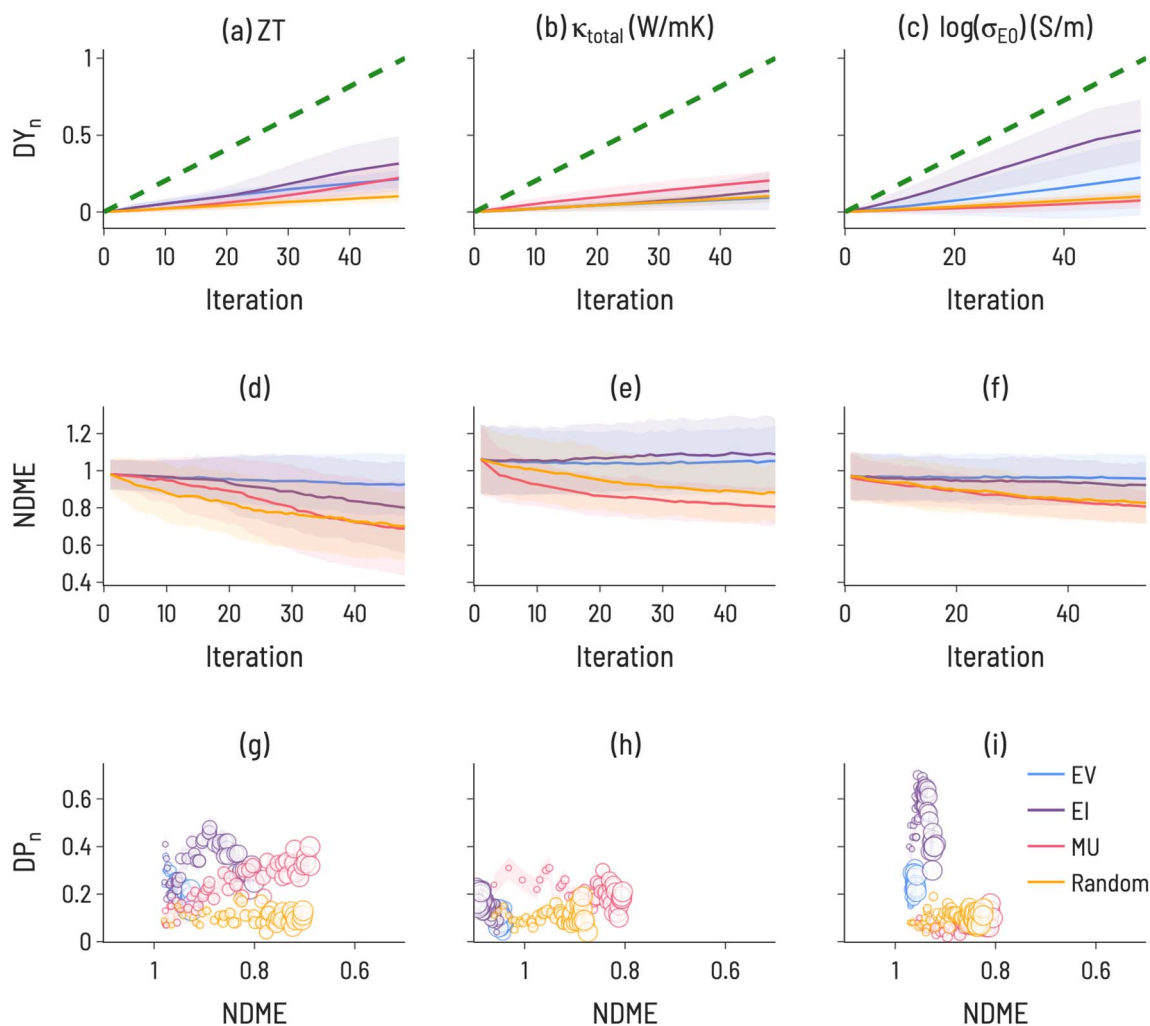 (a) ZT
(b) κtotal (W/mK)
(c) log(σE0) (S/m)
DYn
1
0.5
0
0 10 20 30 40
0 10 20 30 40
0 20 40
Iteration
Iteration
Iteration
(d)
(e)
(f)
NDME
1.2
1
0.8
0.6
0.4
0 10 20 30 40
0 10 20 30 40
0 20 40
Iteration
Iteration
Iteration
(g)
(h)
(i)
DPn
0.6
0.4
0.2
0
EV
EI
MU
Random
1 0.8 0.6
1 0.8 0.6
1 0.8 0.6
NDME
NDME
NDME